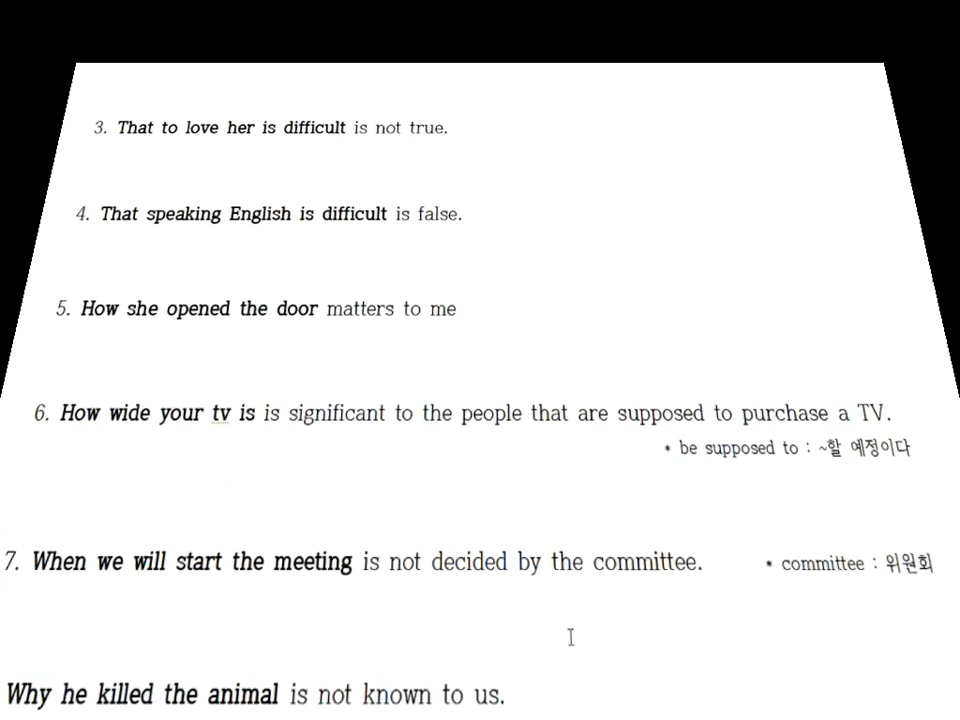 3. That to love her is difficult is not true.
4. That speaking English is difficult is false.
5. How she opened the door matters to me
6. How wide your tv is is significant to the people that are supposed to purchase a TV.
* be supposed to : ~할 예정이다
7. When we will start the meeting is not decided by the committee. * committee : 위원회
Why he killed the animal is not known to us.